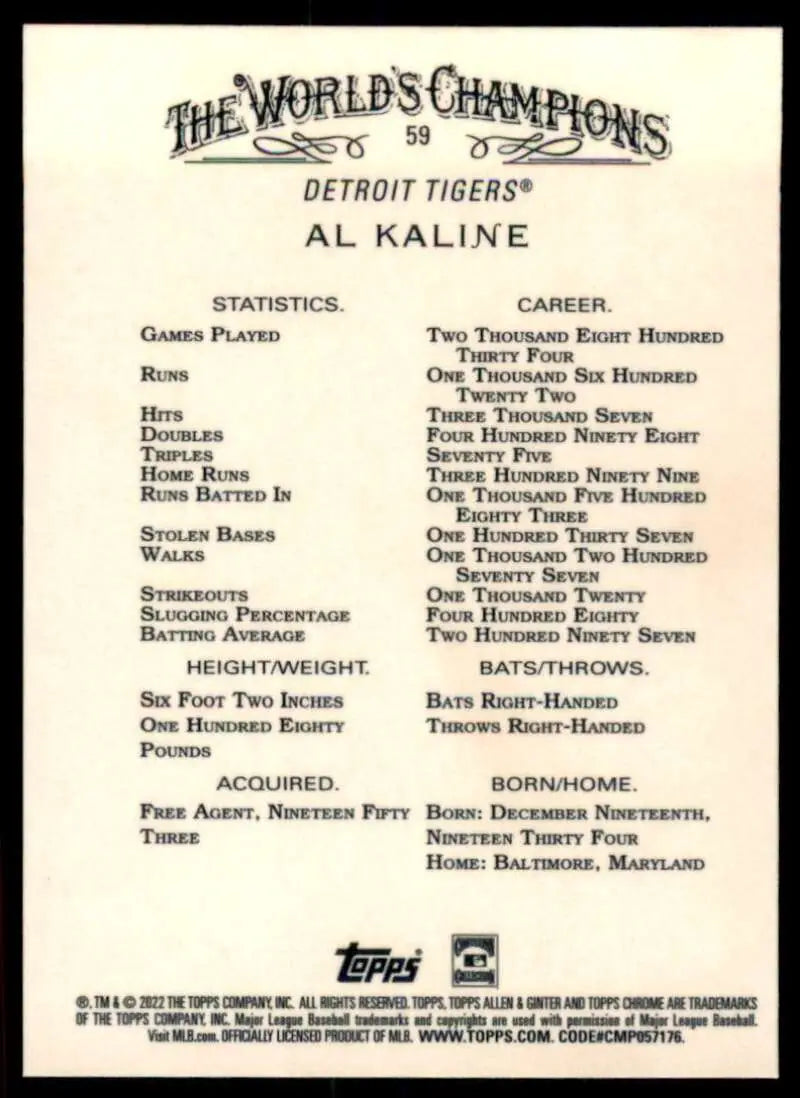 THE WORLD'S CHAMPIONS
59
DETROIT TIGERS®
AL KALINE
STATISTICS. CAREER.
GAMES PLAYED TWO THOUSAND EIGHT HUNDRED
THIRTY FOUR
RUNS ONE THOUSAND SIX HUNDRED
TWENTY TWO
HITS THREE THOUSAND SEVEN
DOUBLES FOUR HUNDRED NINETY EIGHT
TRIPLES SEVENTY FIVE
HOME RUNS THREE HUNDRED NINETY NINE
RUNS BATTED IN ONE THOUSAND FIVE HUNDRED
EIGHTY THREE
STOLEN BASES ONE HUNDRED THIRTY SEVEN
WALKS ONE THOUSAND TWO HUNDRED
SEVENTY SEVEN
STRIKEOUTS ONE THOUSAND TWENTY
SLUGGING PERCENTAGE FOUR HUNDRED EIGHTY
BATTING AVERAGE TWO HUNDRED NINETY SEVEN
HEIGHT/WEIGHT. BATS/THROWS.
SIX FOOT TWO INCHES BATS RIGHT-HANDED
ONE HUNDRED EIGHTY THROWS RIGHT-HANDED
POUNDS
ACQUIRED. BORN/HOME.
FREE AGENT, NINETEEN FIFTY BORN: DECEMBER NINETEENTH,
THREE NINETEEN THIRTY FOUR
HOME: BALTIMORE, MARYLAND
topps®
®, TM & © 2022 THE TOPPS COMPANY, INC. ALL RIGHTS RESERVED. TOPPS, TOPPS ALLEN & GINTER AND TOPPS CHROME ARE TRADEMARKS
OF THE TOPPS COMPANY, INC. Major League Baseball trademarks and copyrights are used with permission of Major League Baseball.
Visit MLB.com. OFFICIALLY LICENSED PRODUCT OF MLB. WWW.TOPPS.COM. CODE#CMP057176.